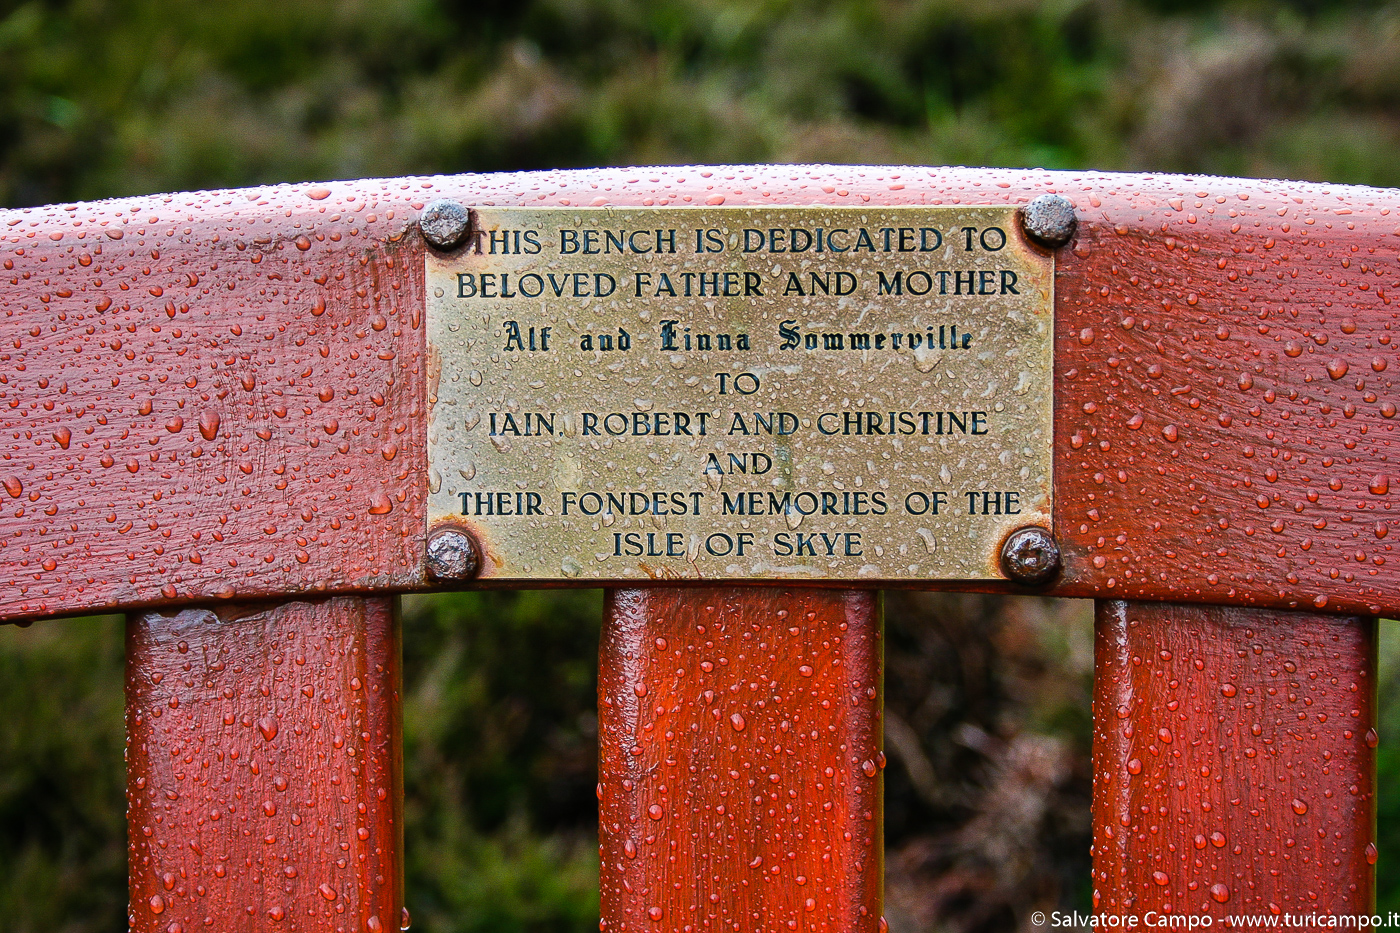 THIS BENCH IS DEDICATED TO
BELOVED FATHER AND MOTHER
Alf and Linna Sommerville
TO
IAIN, ROBERT AND CHRISTINE
AND
THEIR FONDEST MEMORIES OF THE
ISLE OF SKYE
© Salvatore Campo - www.turicampo.it